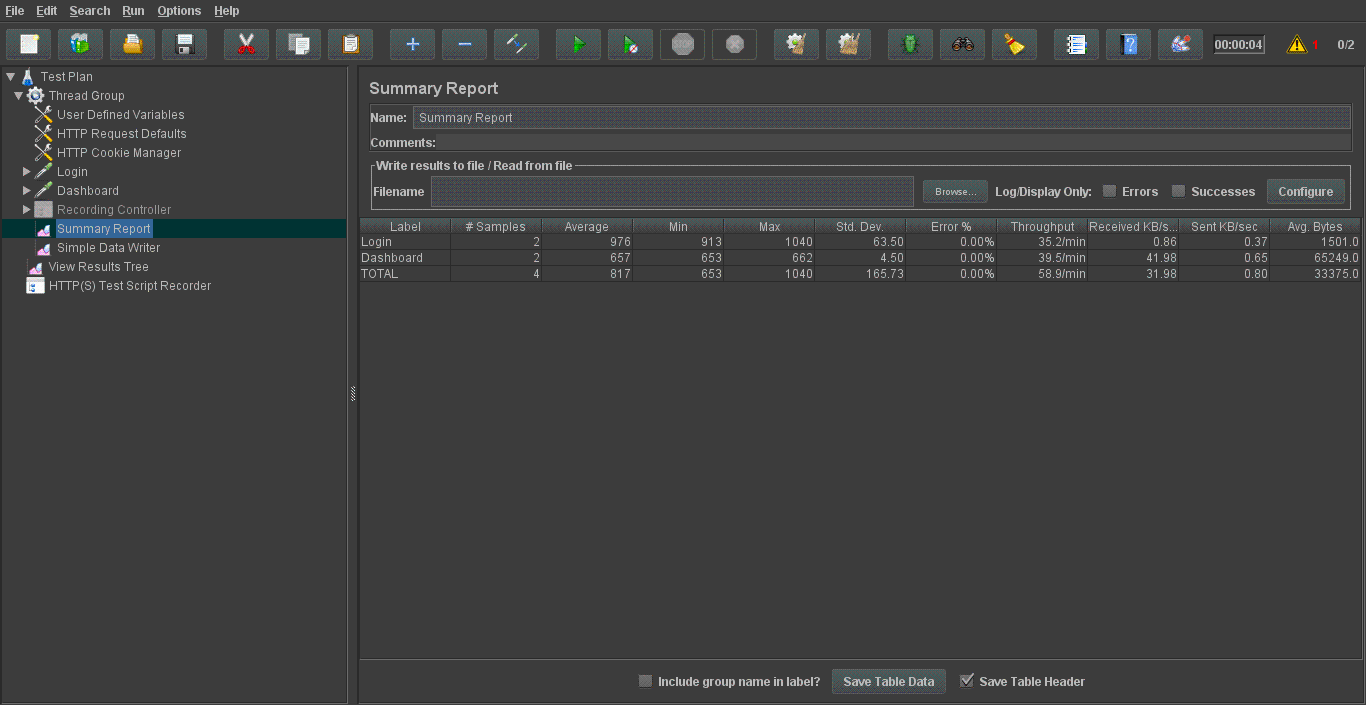 File Edit Search Run Options Help
STOP 00:00:04 1 0/2
Test Plan
Thread Group
User Defined Variables
HTTP Request Defaults
HTTP Cookie Manager
Login
Dashboard
Recording Controller
Summary Report
Simple Data Writer
View Results Tree
HTTP(S) Test Script Recorder
Summary Report
Name: Summary Report
Comments:
Write results to file / Read from file
Filename Browse... Log/Display Only: Errors Successes Configure
Label # Samples Average Min Max Std. Dev. Error % Throughput Received KB/s... Sent KB/sec Avg. Bytes
Login 2 976 913 1040 63.50 0.00% 35.2/min 0.86 0.37 1501.0
Dashboard 2 657 653 662 4.50 0.00% 39.5/min 41.98 0.65 65249.0
TOTAL 4 817 653 1040 165.73 0.00% 58.9/min 31.98 0.80 33375.0
Include group name in label? Save Table Data Save Table Header